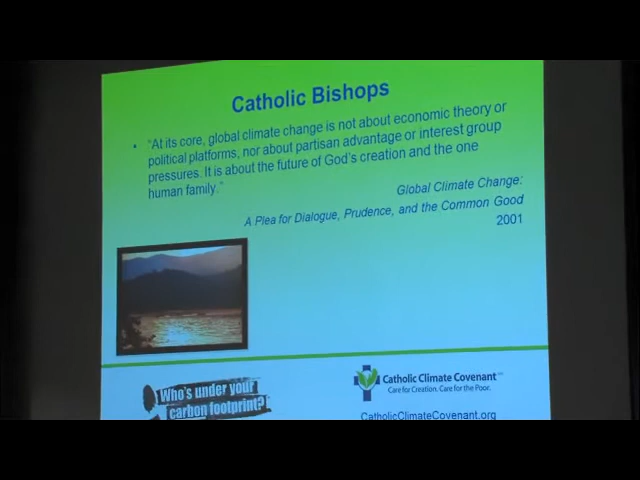 Catholic Bishops
• "At its core, global climate change is not about economic theory or
political platforms, nor about partisan advantage or interest group
pressures. It is about the future of God's creation and the one
human family."
Global Climate Change:
A Plea for Dialogue, Prudence, and the Common Good
2001
Who's under your
carbon footprint?
Catholic Climate Covenant
Care for Creation. Care for the Poor.
CatholicClimateCovenant.org